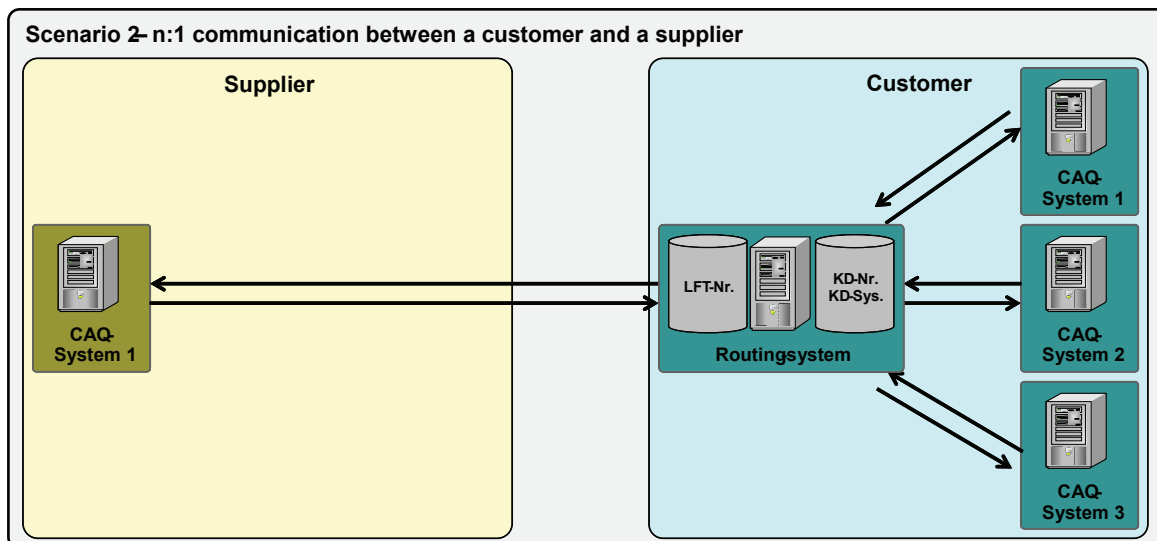 Scenario 2– n:1 communication between a customer and a supplier
Supplier
Customer
CAQ-
System 1
LFT-Nr.
KD-Nr.
KD-Sys.
Routingsystem
CAQ-
System 1
CAQ-
System 2
CAQ-
System 3